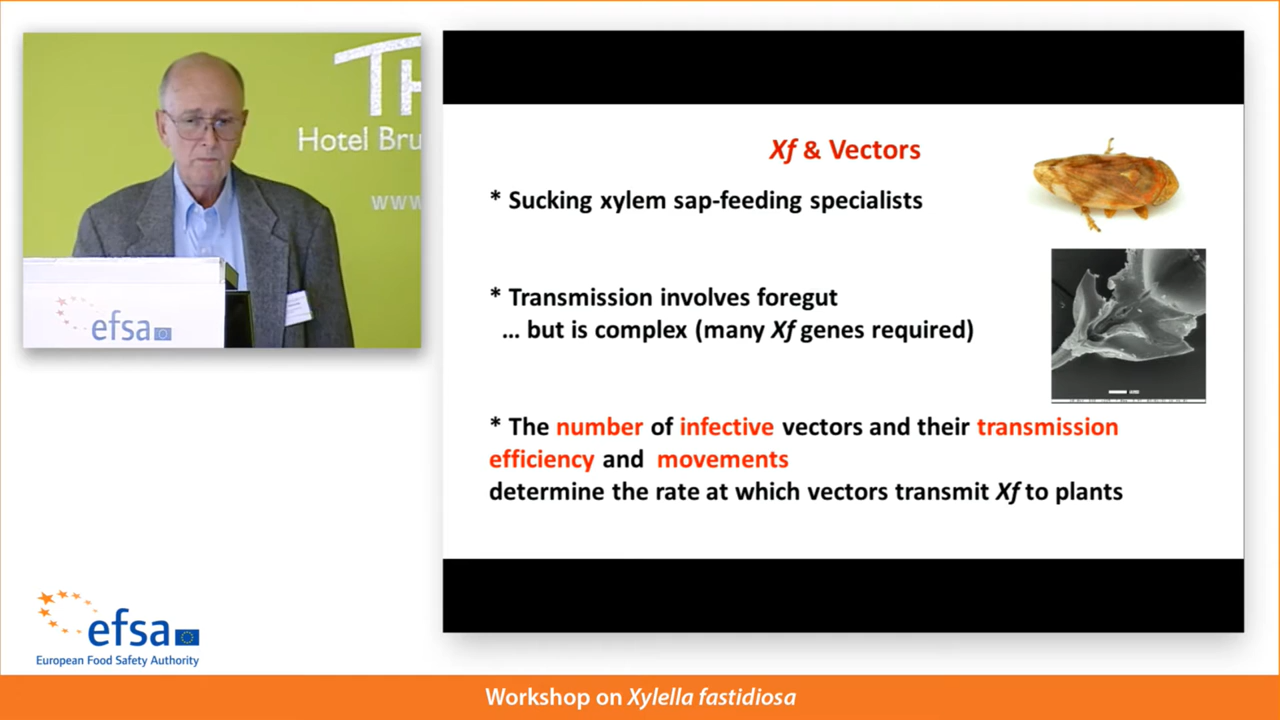 TH
Hotel Bru
www.
efsa
Xf & Vectors
* Sucking xylem sap-feeding specialists
* Transmission involves foregut
... but is complex (many Xf genes required)
* The number of infective vectors and their transmission
efficiency and movements
determine the rate at which vectors transmit Xf to plants
efsa
European Food Safety Authority
Workshop on Xylella fastidiosa